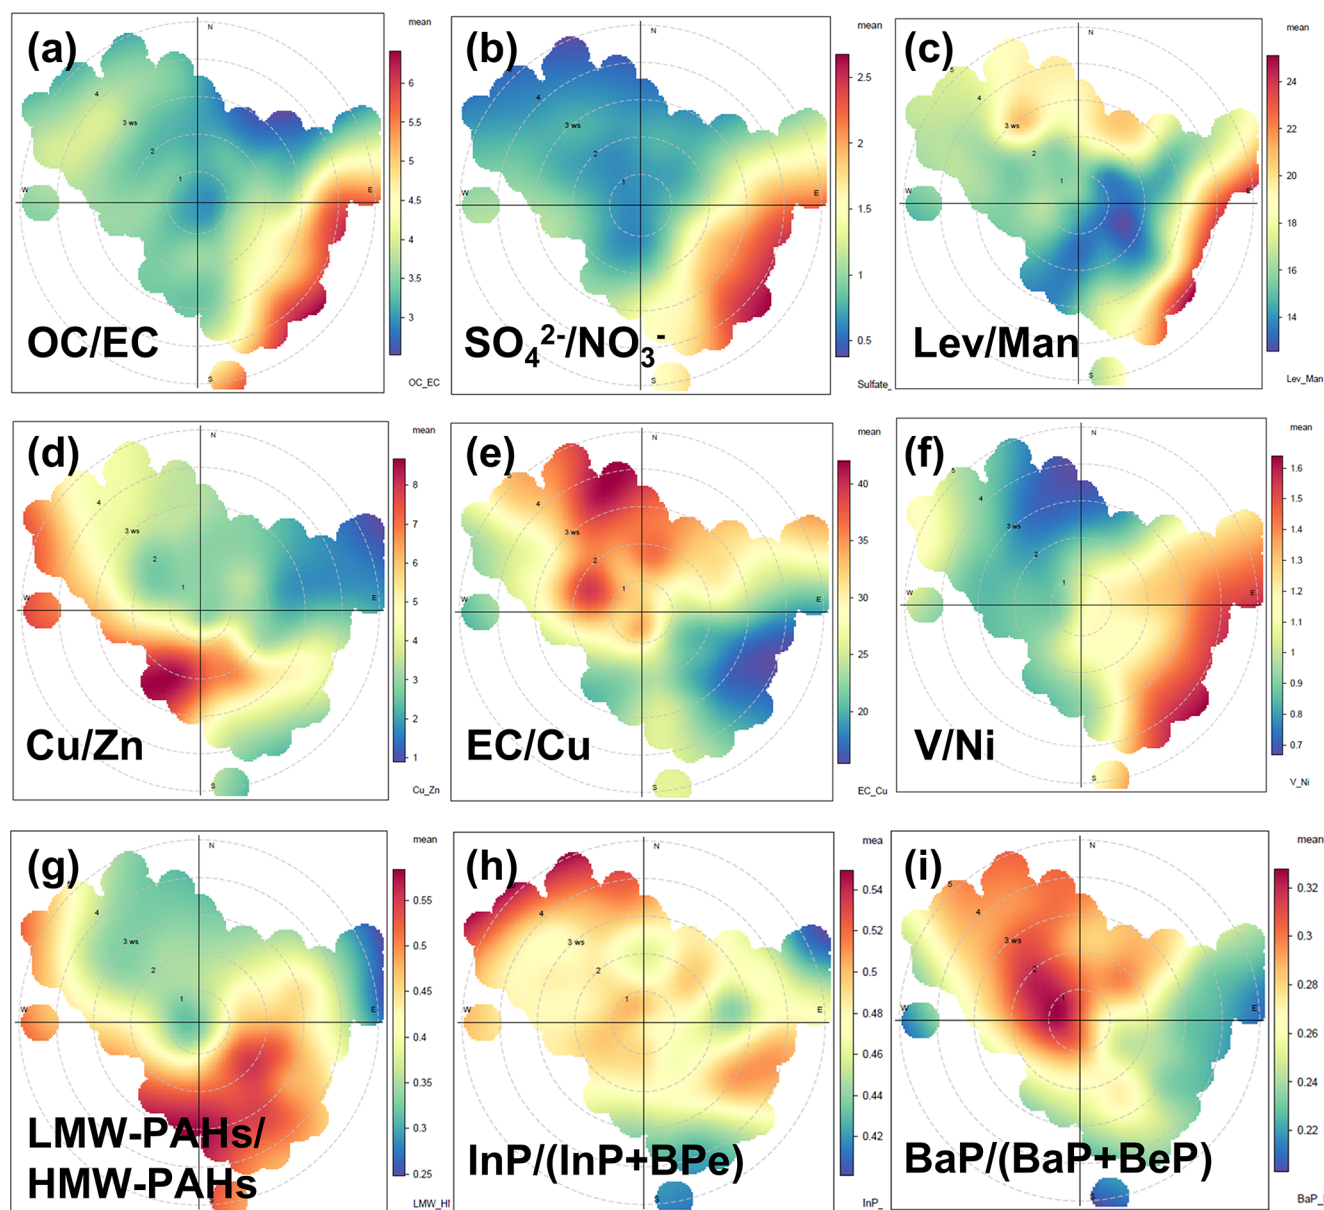 (a)
N
mean
4
3 ws
2
1
W
E
S
6
5.5
5
4.5
4
3.5
3
OC/EC
OC_EC
(b)
N
mean
4
3 ws
2
1
W
E
S
2.5
2
1.5
1
0.5
SO₄²⁻/NO₃⁻
Sulfate_
(c)
N
mean
5
4
3 ws
2
1
W
E
S
24
22
20
18
16
14
Lev/Man
Lev_Man
(d)
N
mean
4
3 ws
2
1
W
E
S
8
7
6
5
4
3
2
1
Cu/Zn
Cu_Zn
(e)
N
mean
5
4
3 ws
2
1
W
E
S
40
35
30
25
20
EC/Cu
EC_Cu
(f)
N
mean
5
4
3 ws
2
1
W
E
S
1.6
1.5
1.4
1.3
1.2
1.1
1
0.9
0.8
0.7
V/Ni
V_Ni
(g)
N
mean
4
3 ws
2
1
W
E
S
0.55
0.5
0.45
0.4
0.35
0.3
0.25
LMW-PAHs/
HMW-PAHs
LMW_HI
(h)
N
mea
4
3 ws
2
1
W
E
S
0.54
0.52
0.5
0.48
0.46
0.44
0.42
InP/(InP+BPe)
InP_
(i)
N
mean
5
4
3 ws
2
1
W
E
S
0.32
0.3
0.28
0.26
0.24
0.22
BaP/(BaP+BeP)
BaP_